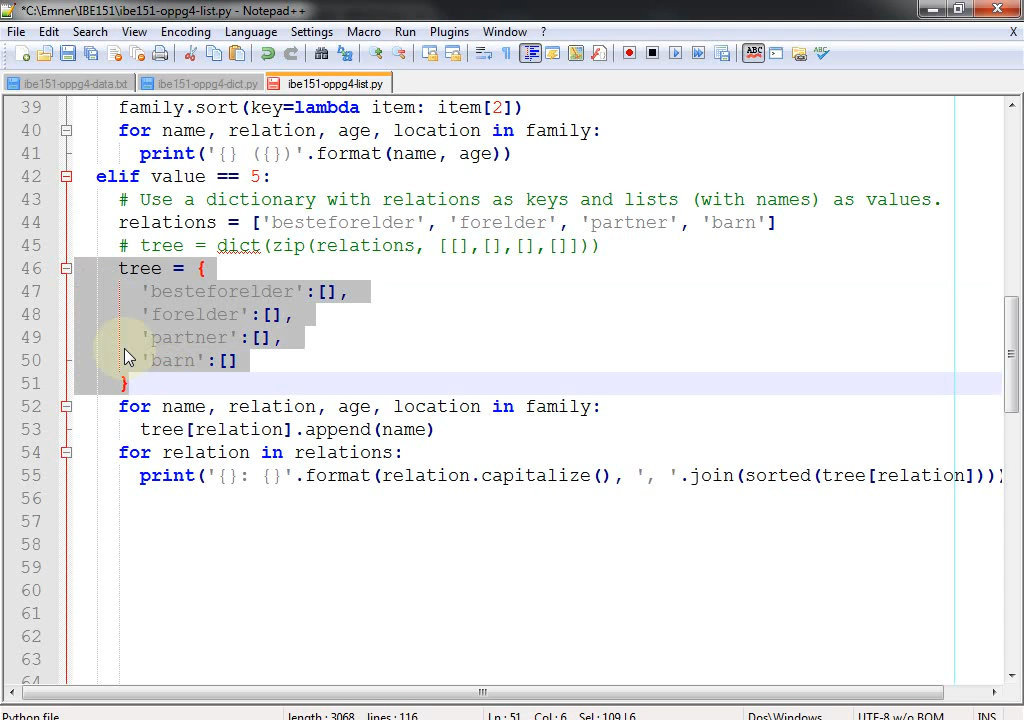 *C:\Emner\IBE151\ibe151-oppg4-list.py - Notepad++
File Edit Search View Encoding Language Settings Macro Run Plugins Window ? X
ibe151-oppg4-data.txt ibe151-oppg4-dict.py ibe151-oppg4-list.py
39 family.sort(key=lambda item: item[2])
40 for name, relation, age, location in family:
41 print('{} ({})'.format(name, age))
42 elif value == 5:
43 # Use a dictionary with relations as keys and lists (with names) as values.
44 relations = ['besteforelder', 'forelder', 'partner', 'barn']
45 # tree = dict(zip(relations, [[],[],[],[]]))
46 tree = {
47 'besteforelder':[],
48 'forelder':[],
49 'partner':[],
50 'barn':[]
51 }
52 for name, relation, age, location in family:
53 tree[relation].append(name)
54 for relation in relations:
55 print('{}: {}'.format(relation.capitalize(), ', '.join(sorted(tree[relation])))
56
57
58
59
60
61
62
63
64
Python file length : 3068 lines : 116 Ln : 51 Col : 6 Sel : 109 | 6 Dos\Windows UTF-8 w/o BOM INS